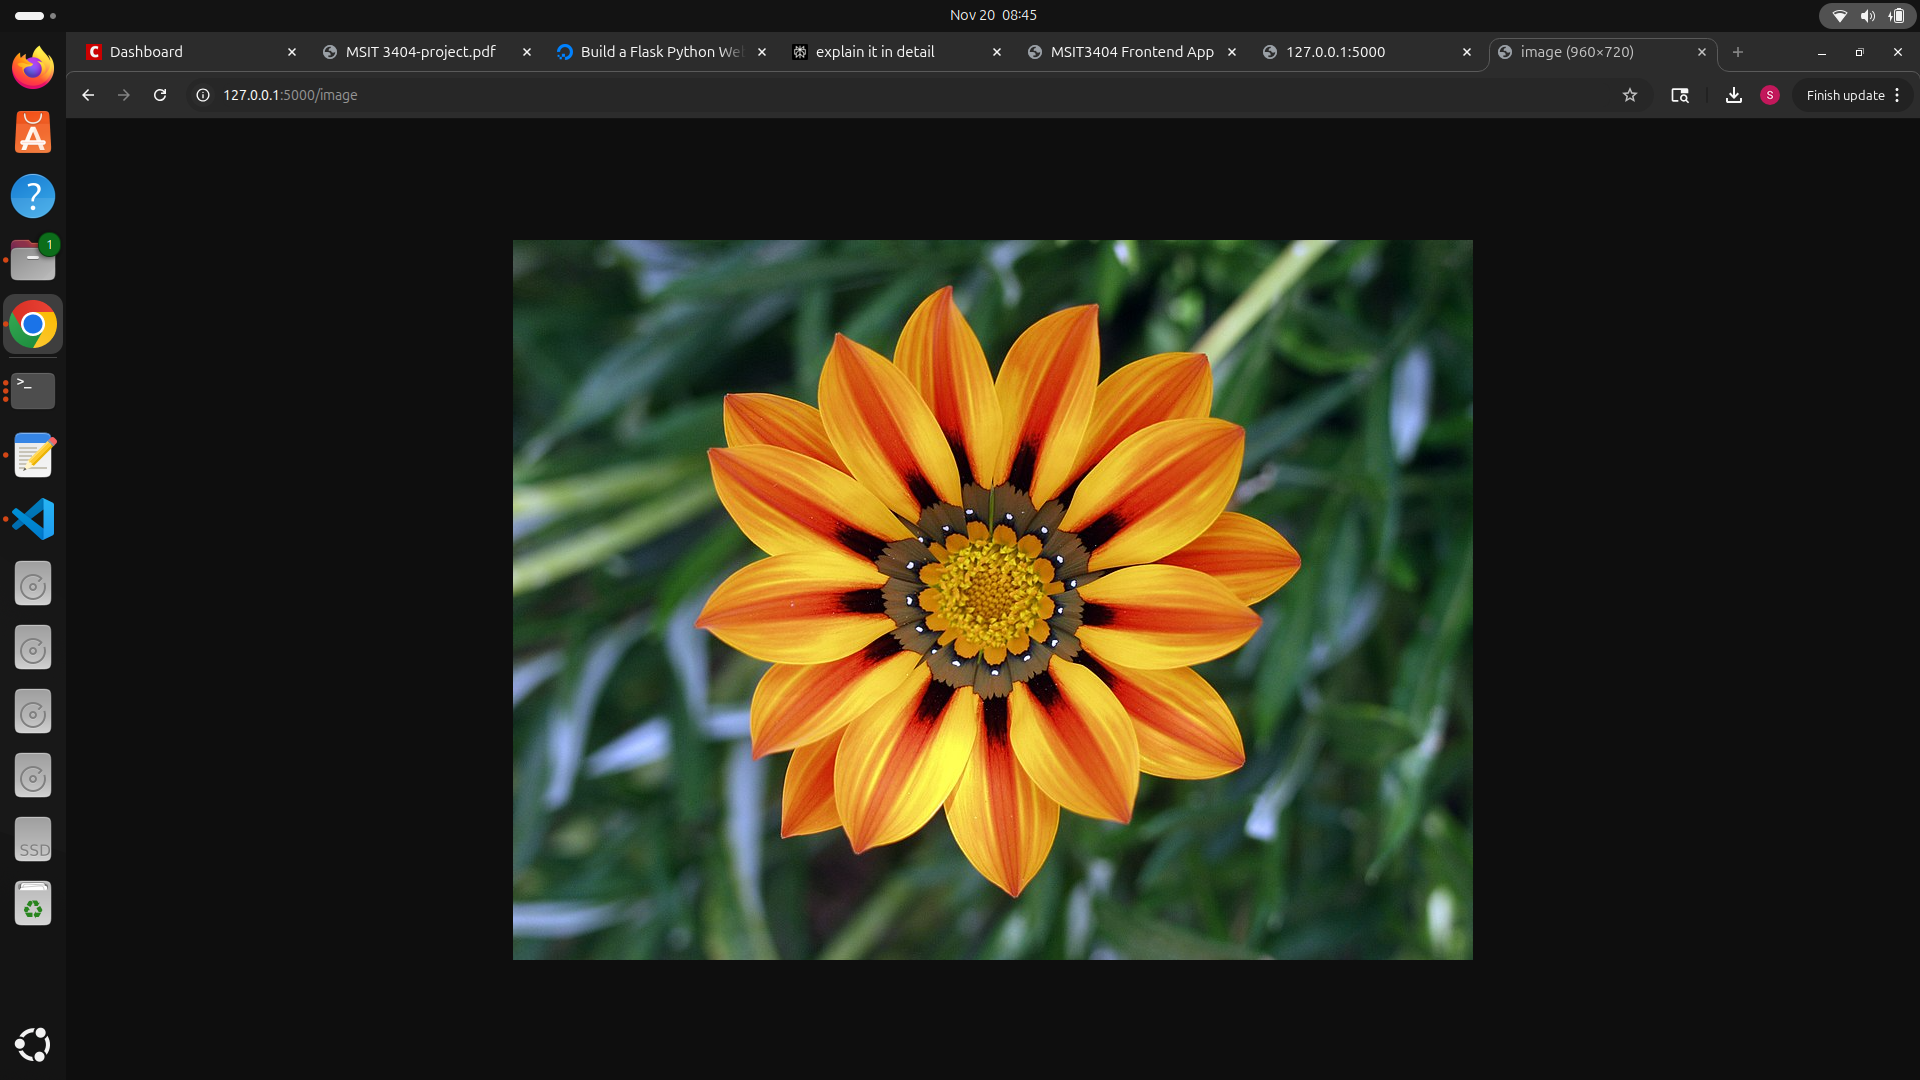 Nov 20 08:45
Dashboard
MSIT 3404-project.pdf
Build a Flask Python We
explain it in detail
MSIT3404 Frontend App
127.0.0.1:5000
image (960×720)
127.0.0.1:5000/image
S
Finish update
1
>_
SSD